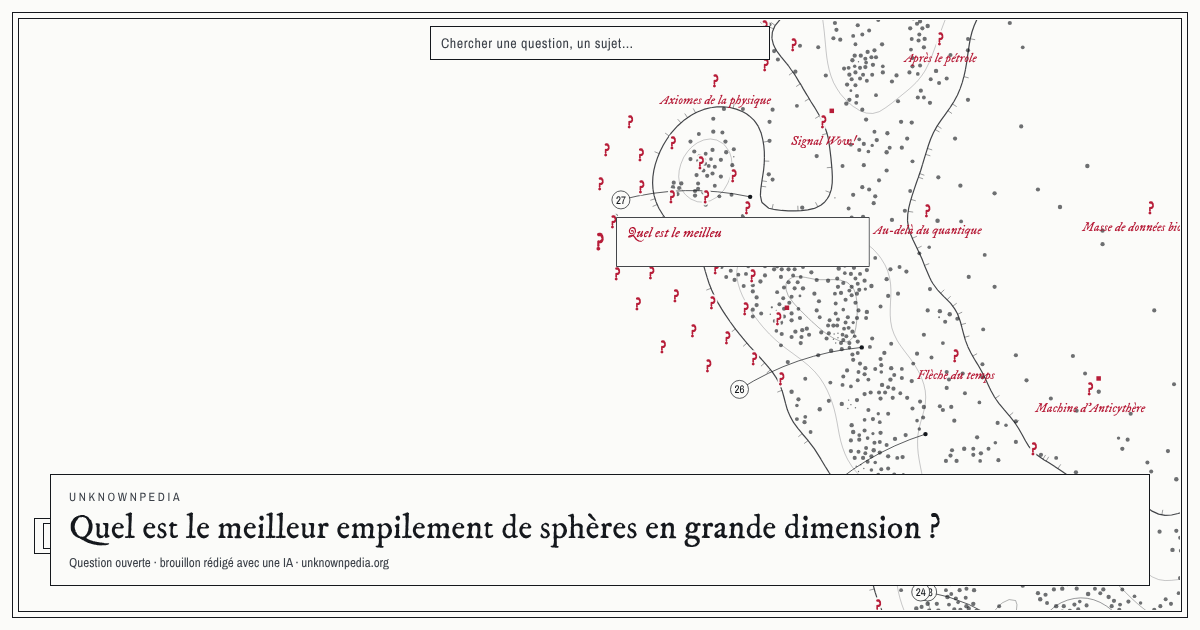 Chercher une question, un sujet...
Après le pétrole
Axiomes de la physique
Signal Wow!
27
Quel est le meilleu
Au-delà du quantique
Masse de données bio
Flèche du temps
26
Machine d'Anticythère
UNKNOWNPEDIA
Quel est le meilleur empilement de sphères en grande dimension ?
Question ouverte · brouillon rédigé avec une IA · unknownpedia.org
24